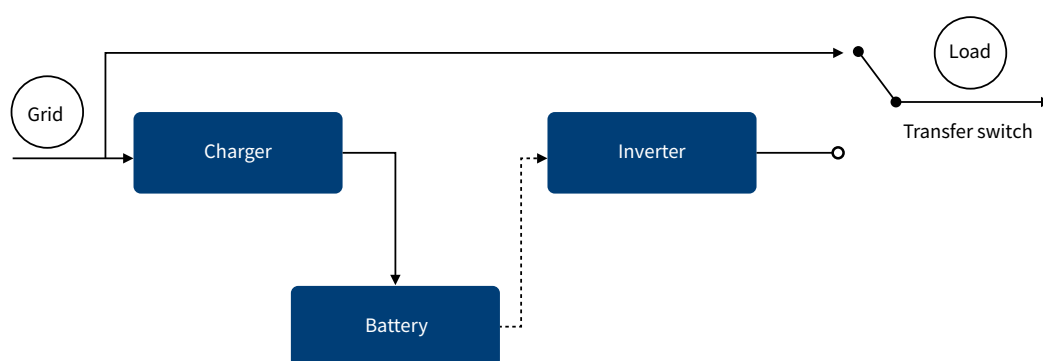 Load
Grid
Transfer switch
Charger
Inverter
Battery